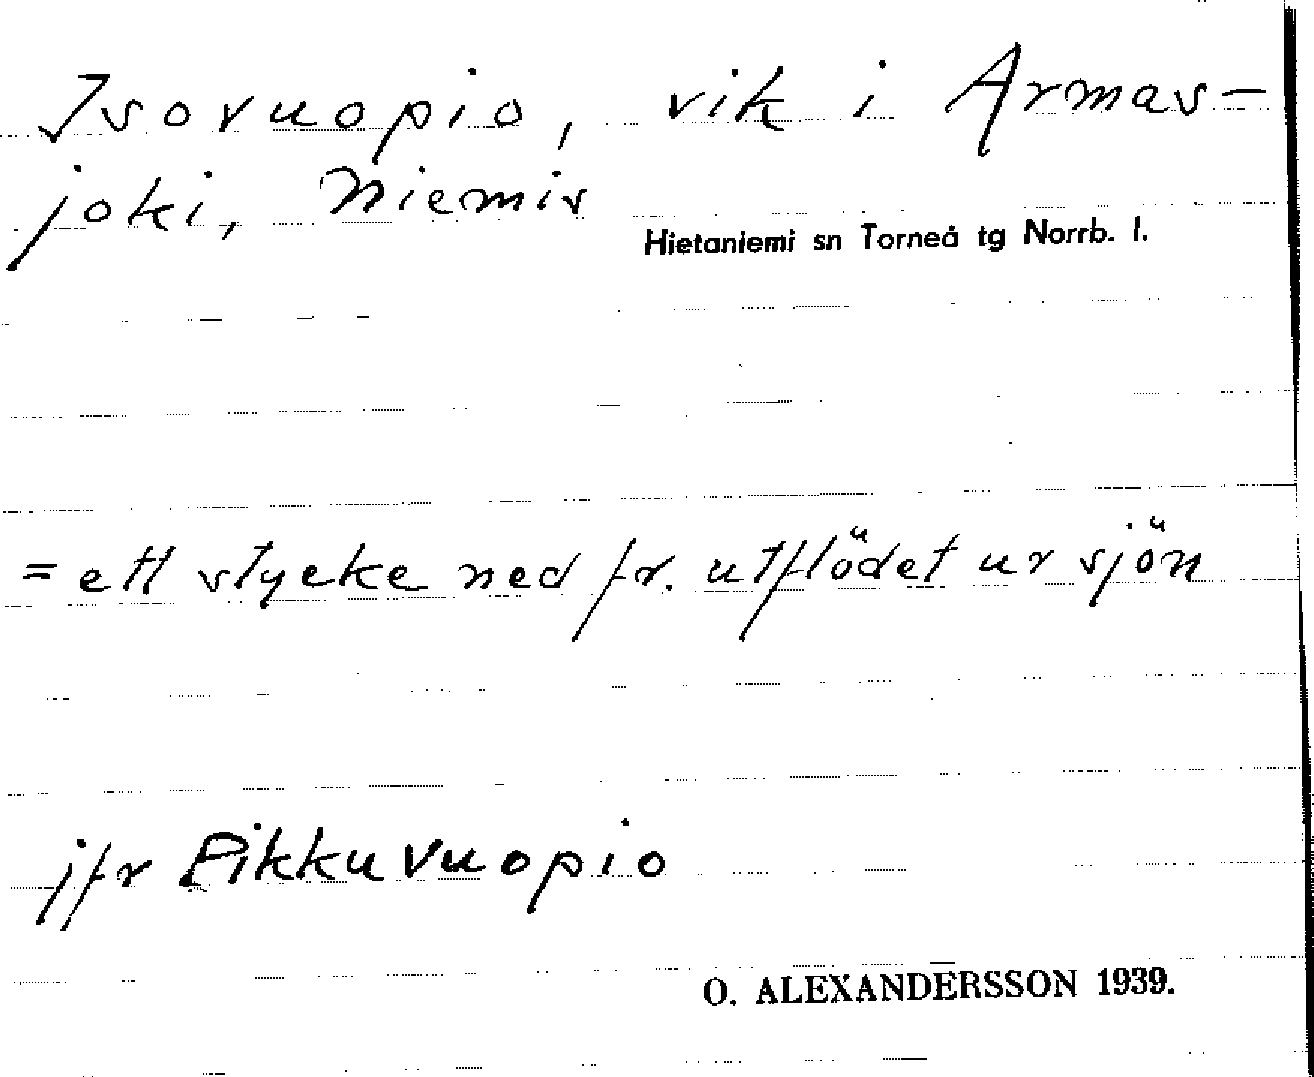 Isovuopio, vik i Armas-
joki, Niemis
Hietaniemi sn Torneå tg Norrb. l.
= ett stycke ned fr. utflödet ur sjön
jfr Pikkuvuopio
O. ALEXANDERSSON 1939.